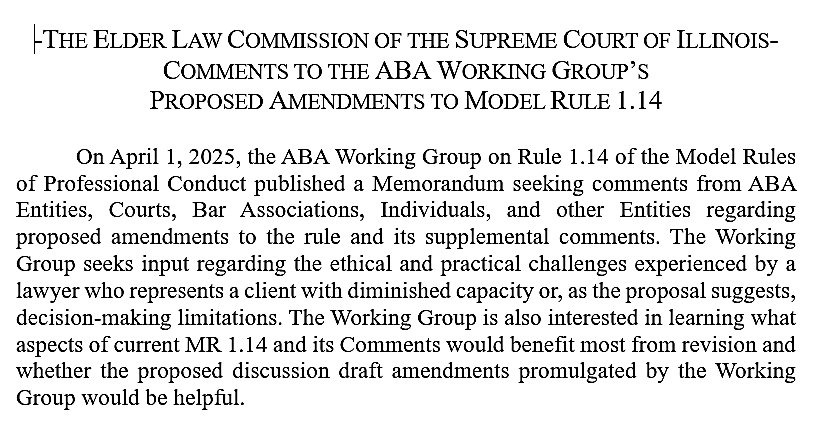 -THE ELDER LAW COMMISSION OF THE SUPREME COURT OF ILLINOIS-
COMMENTS TO THE ABA WORKING GROUP’S
PROPOSED AMENDMENTS TO MODEL RULE 1.14
On April 1, 2025, the ABA Working Group on Rule 1.14 of the Model Rules
of Professional Conduct published a Memorandum seeking comments from ABA
Entities, Courts, Bar Associations, Individuals, and other Entities regarding
proposed amendments to the rule and its supplemental comments. The Working
Group seeks input regarding the ethical and practical challenges experienced by a
lawyer who represents a client with diminished capacity or, as the proposal suggests,
decision-making limitations. The Working Group is also interested in learning what
aspects of current MR 1.14 and its Comments would benefit most from revision and
whether the proposed discussion draft amendments promulgated by the Working
Group would be helpful.